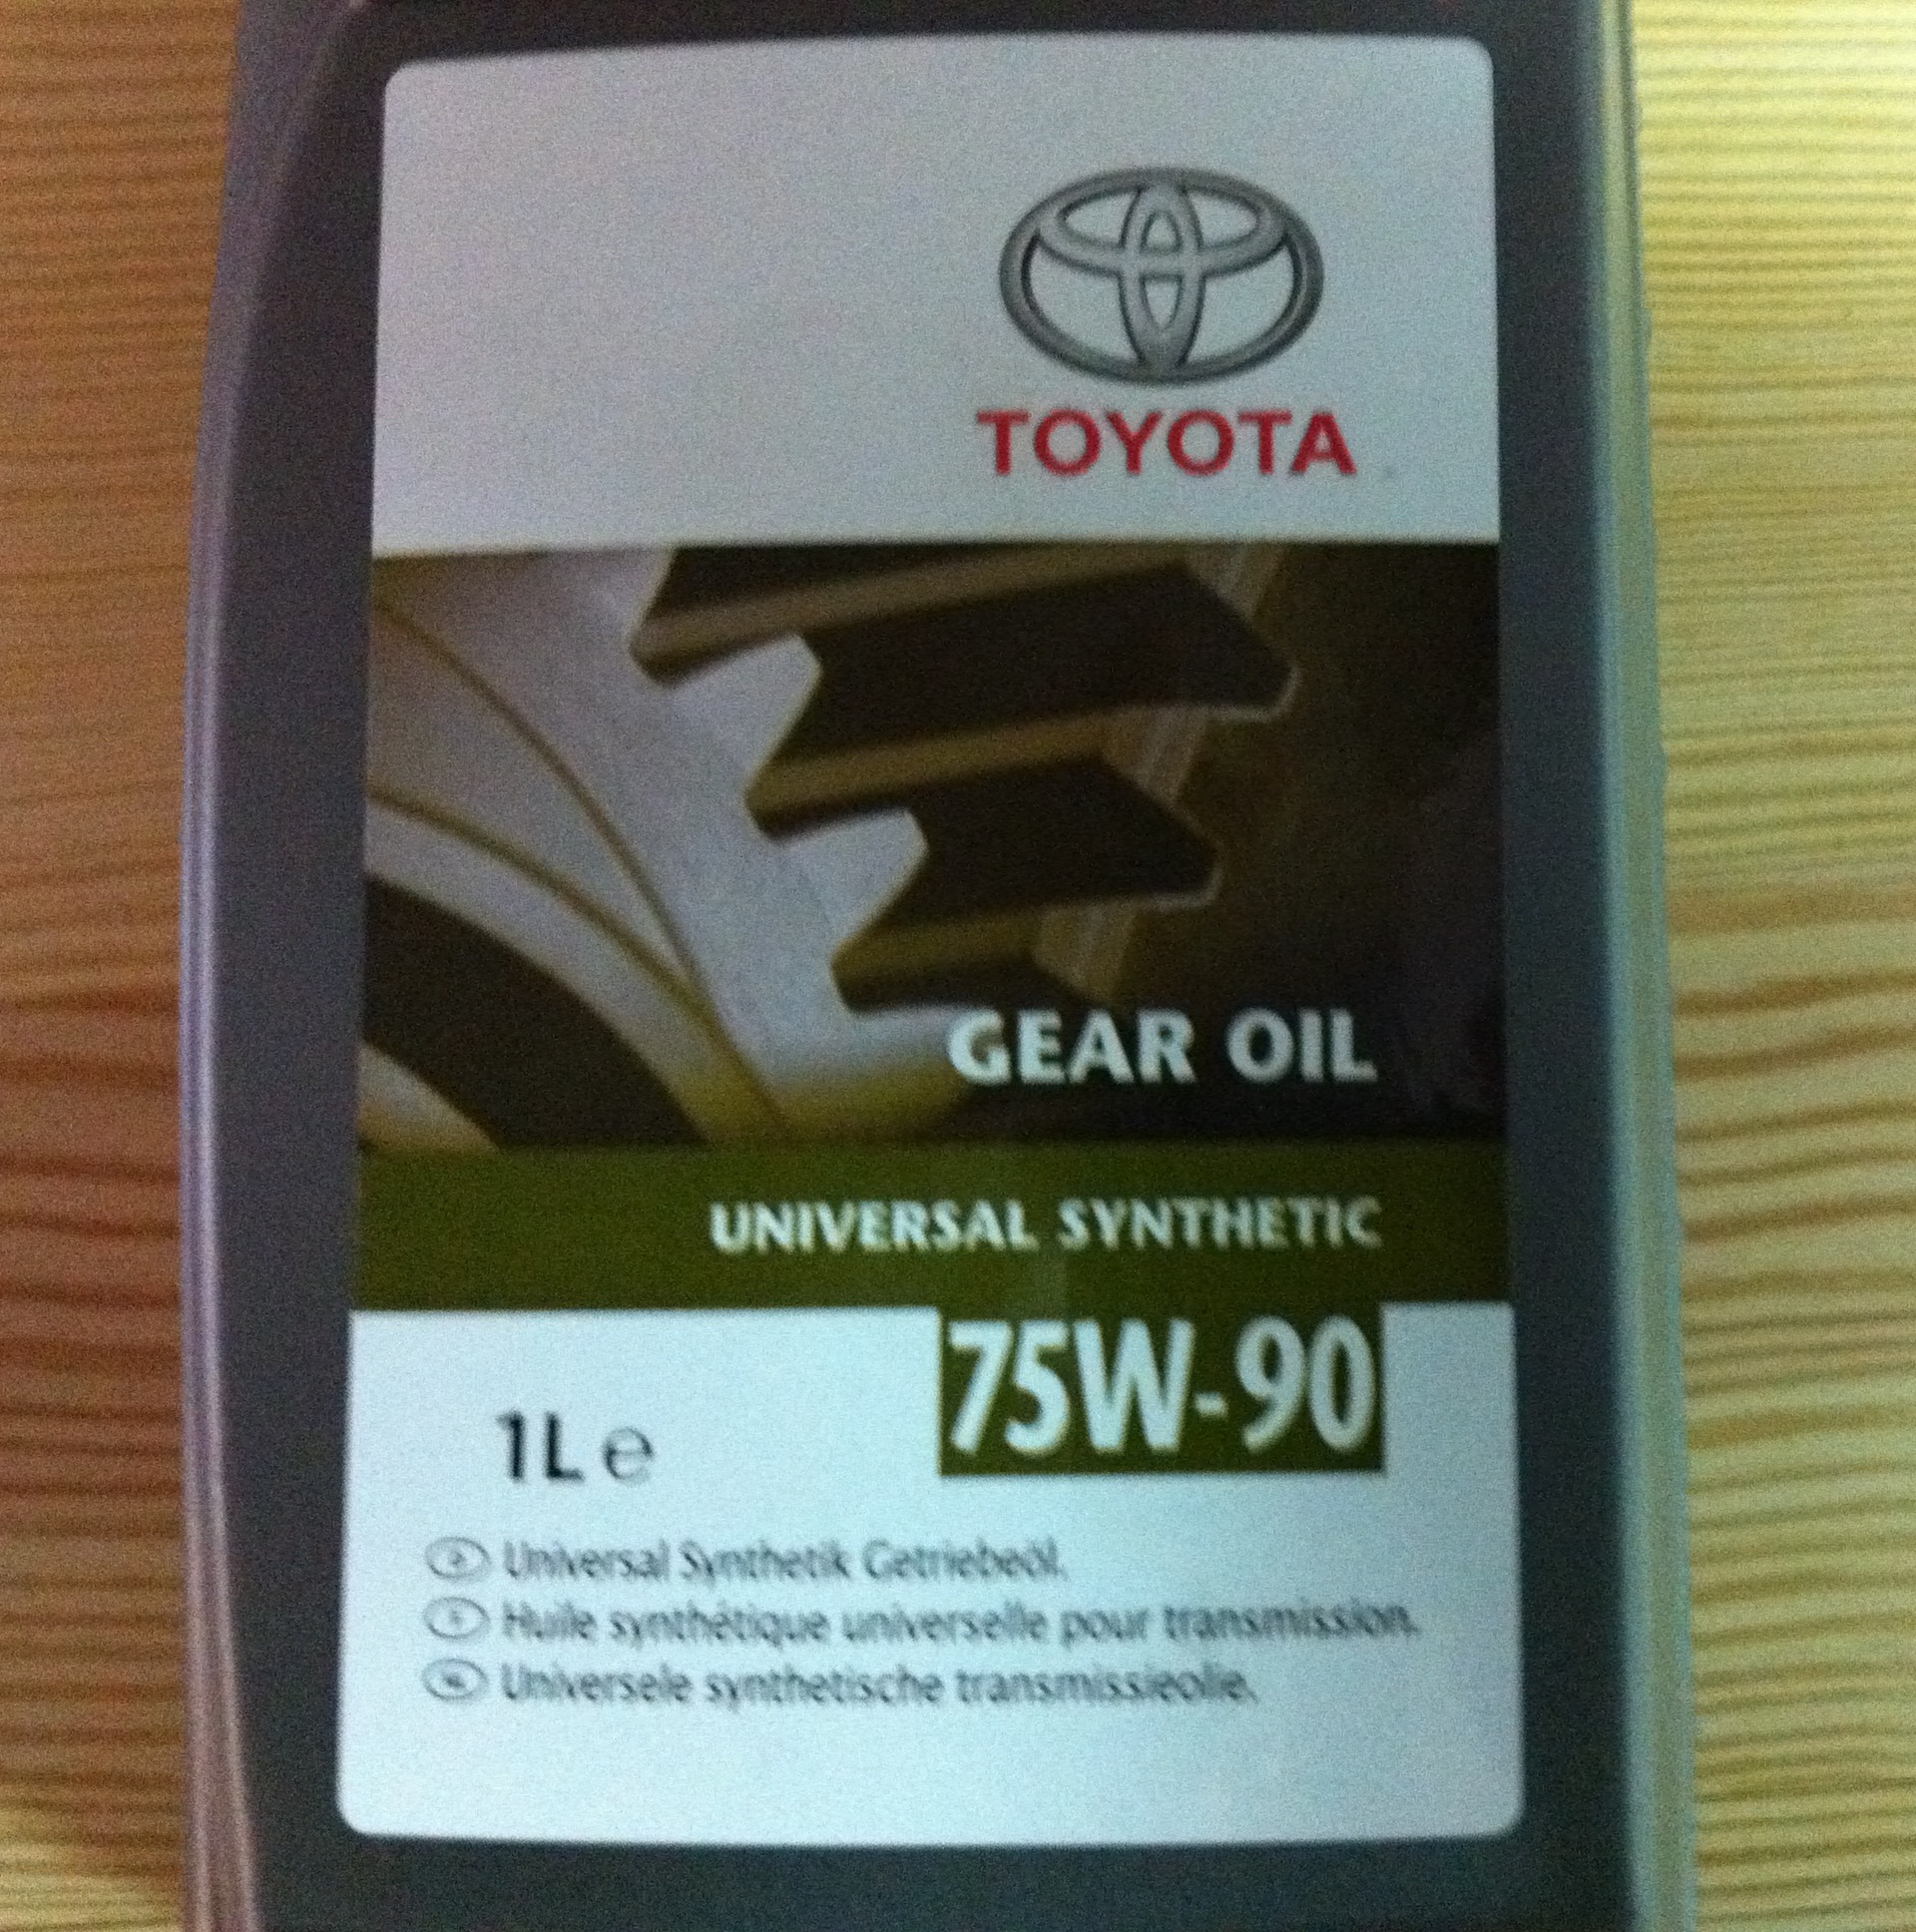 TOYOTA
GEAR OIL
UNIVERSAL SYNTHETIC
75W-90
1L e
Universal Synthetik Getriebeöl.
Huile synthétique universelle pour transmission.
Universele synthetische transmissieolie.